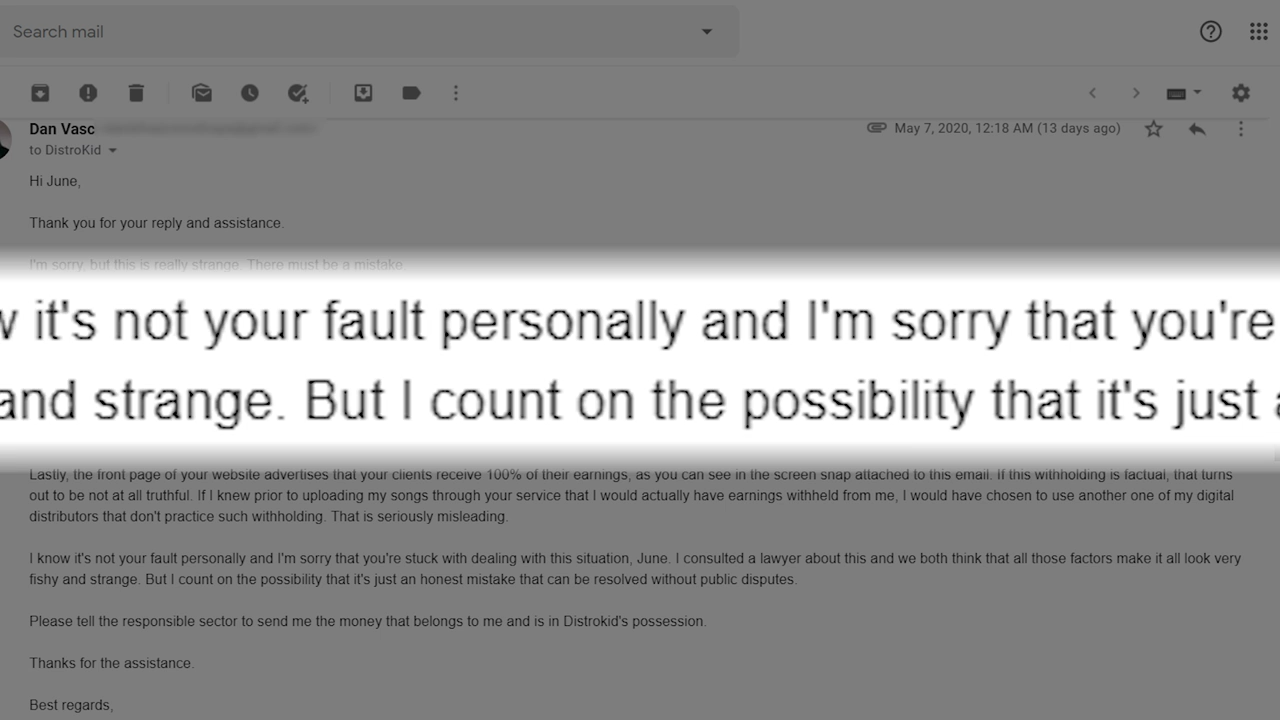 Search mail
Dan Vasc
May 7, 2020, 12:18 AM (13 days ago)
to DistroKid
Hi June,
Thank you for your reply and assistance.
I'm sorry, but this is really strange. There must be a mistake.
it's not your fault personally and I'm sorry that you're
and strange. But I count on the possibility that it's just
Lastly, the front page of your website advertises that your clients receive 100% of their earnings, as you can see in the screen snap attached to this email. If this withholding is factual, that turns
out to be not at all truthful. If I knew prior to uploading my songs through your service that I would actually have earnings withheld from me, I would have chosen to use another one of my digital
distributors that don't practice such withholding. That is seriously misleading.
I know it's not your fault personally and I'm sorry that you're stuck with dealing with this situation, June. I consulted a lawyer about this and we both think that all those factors make it all look very
fishy and strange. But I count on the possibility that it's just an honest mistake that can be resolved without public disputes.
Please tell the responsible sector to send me the money that belongs to me and is in Distrokid's possession.
Thanks for the assistance.
Best regards,